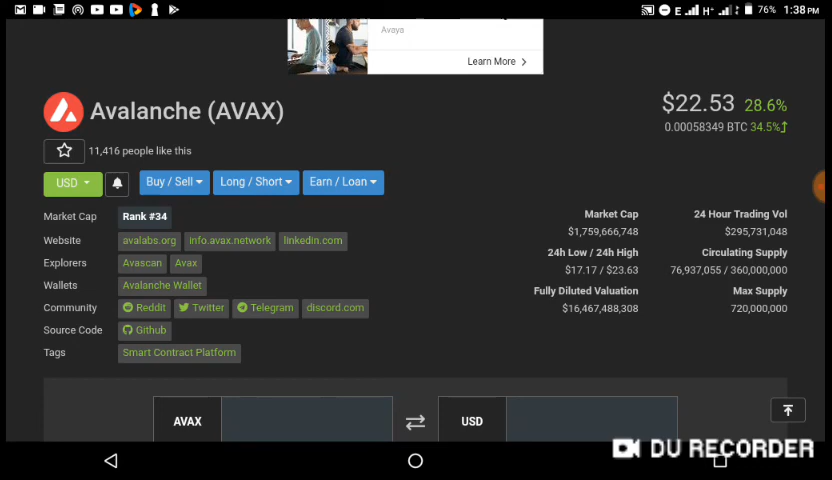 E H+ 76% 1:38 PM
Avaya
Learn More
Avalanche (AVAX)
$22.53 28.6%
0.00058349 BTC 34.5%
11,416 people like this
USD Buy / Sell Long / Short Earn / Loan
Market Cap Rank #34
Website avalabs.org info.avax.network linkedin.com
Explorers Avascan Avax
Wallets Avalanche Wallet
Community Reddit Twitter Telegram discord.com
Source Code Github
Tags Smart Contract Platform
Market Cap 24 Hour Trading Vol
$1,759,666,748 $295,731,048
24h Low / 24h High Circulating Supply
$17.17 / $23.63 76,937,055 / 360,000,000
Fully Diluted Valuation Max Supply
$16,467,488,308 720,000,000
AVAX USD
DU RECORDER